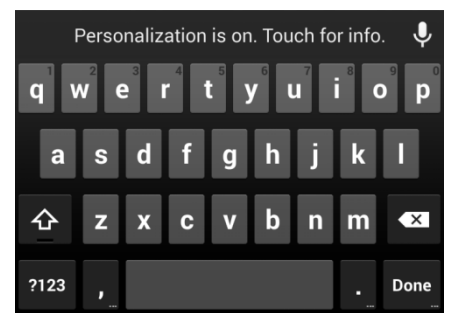 Personalization is on. Touch for info.
1 2 3 4 5 6 7 8 9 0
q w e r t y u i o p
a s d f g h j k l
z x c v b n m
?123 , ... . ... Done ...